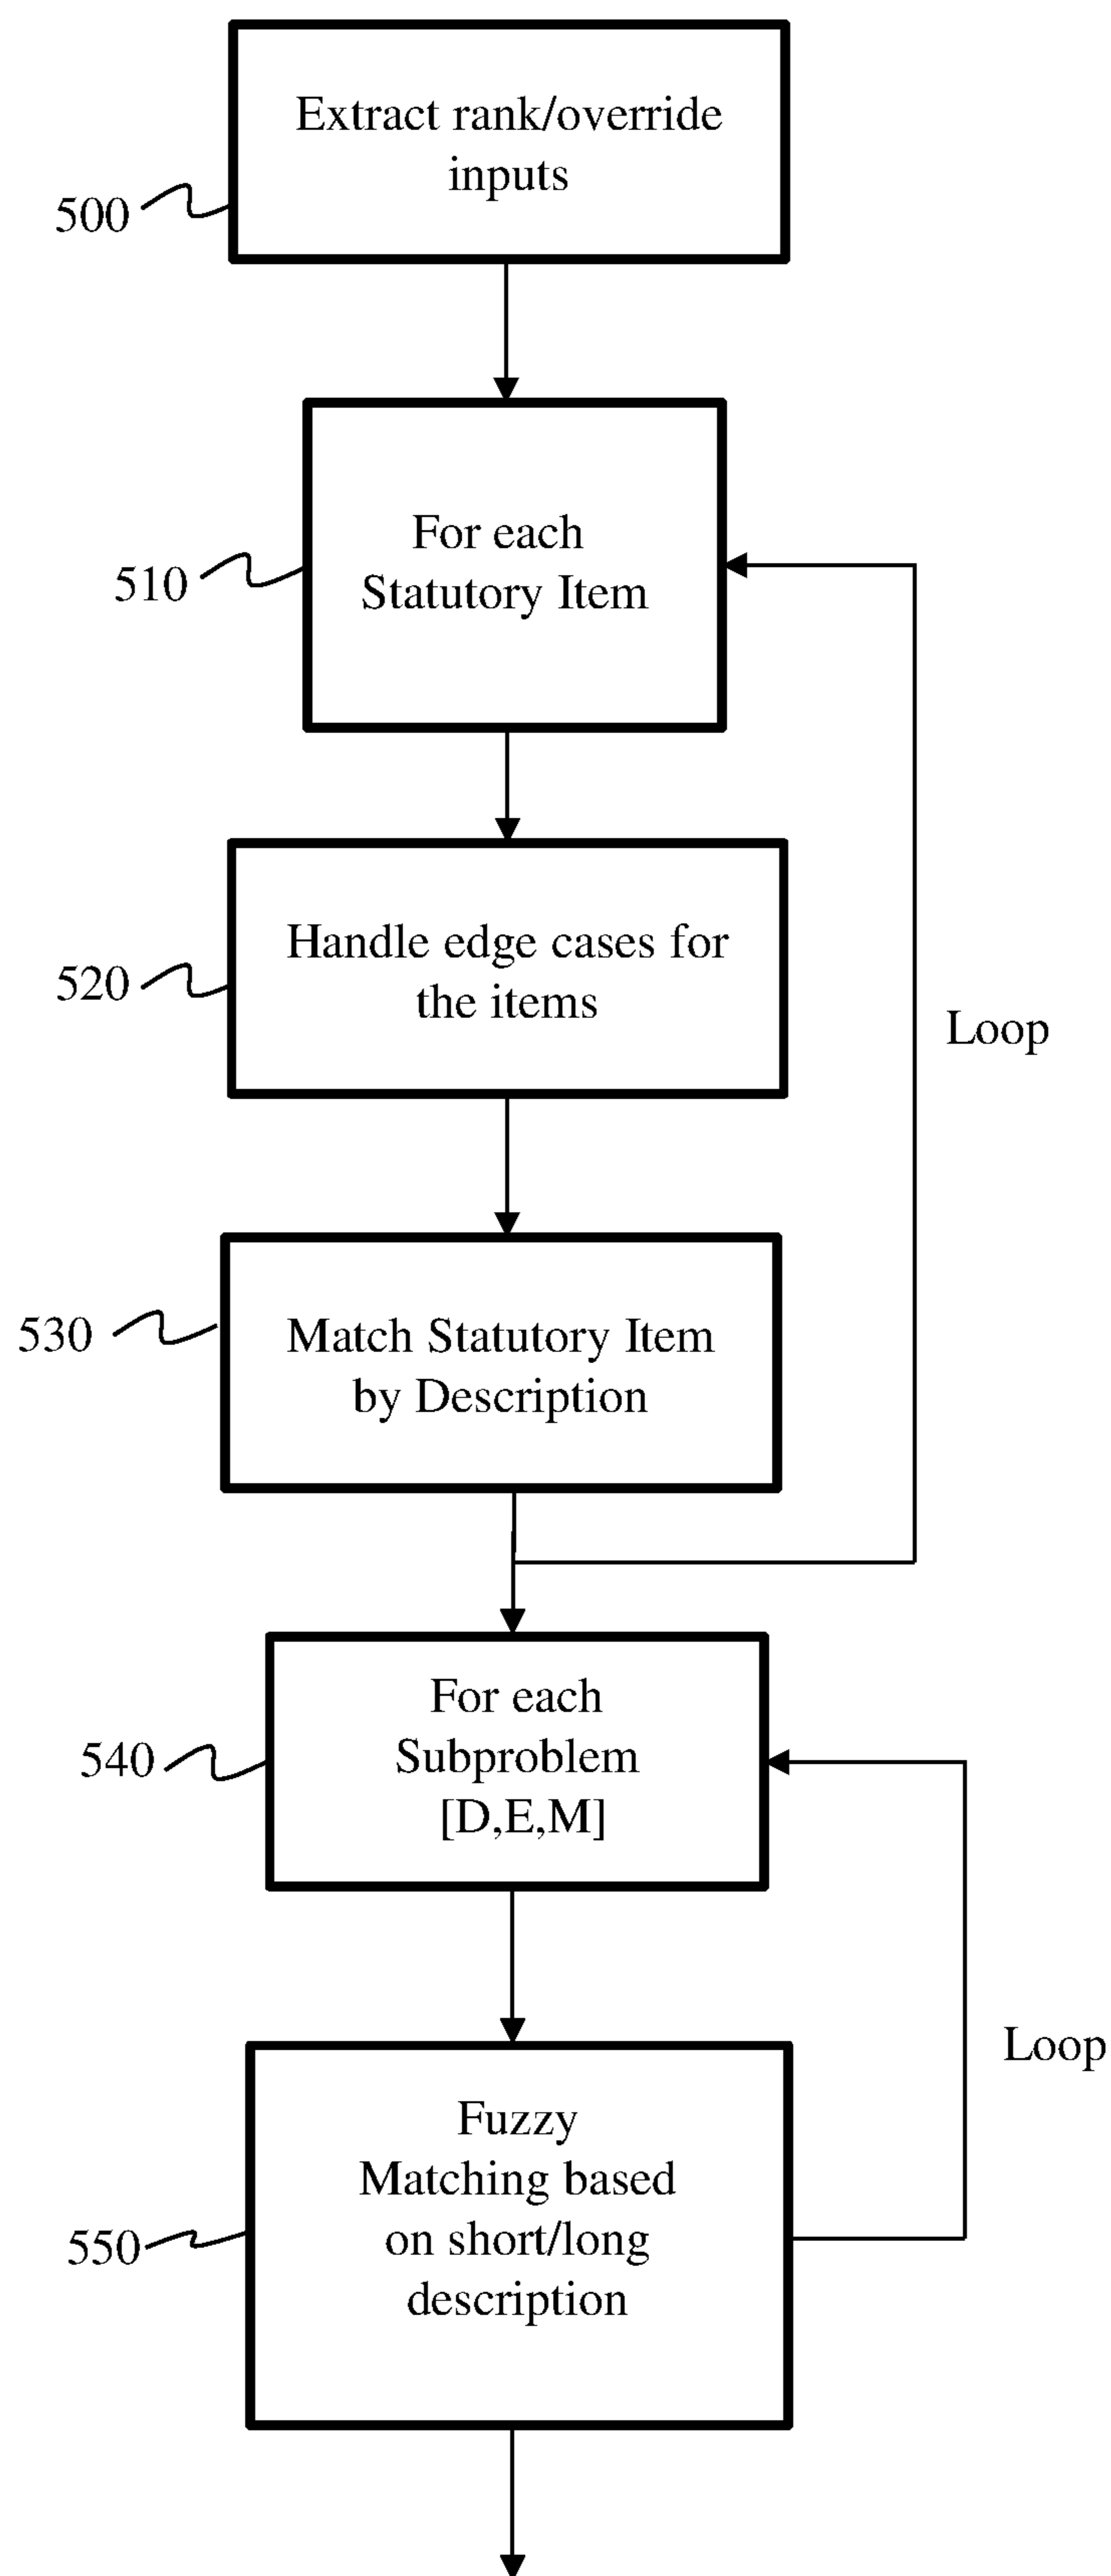 Extract rank/override
inputs
500
For each
Statutory Item
510
Handle edge cases for
the items
520
Loop
Match Statutory Item
by Description
530
For each
Subproblem
[D,E,M]
540
Loop
Fuzzy
Matching based
on short/long
description
550